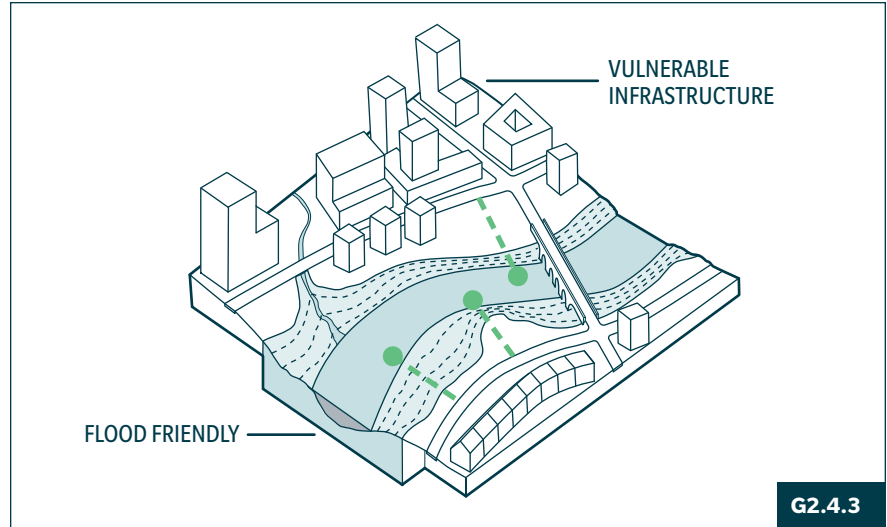 VULNERABLE
INFRASTRUCTURE
FLOOD FRIENDLY
G2.4.3